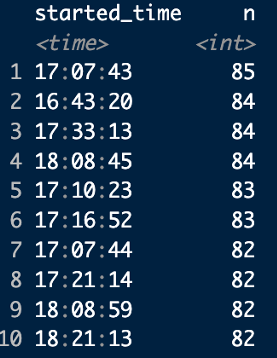 started_time n
<time> <int>
1 17:07:43 85
2 16:43:20 84
3 17:33:13 84
4 18:08:45 84
5 17:10:23 83
6 17:16:52 83
7 17:07:44 82
8 17:21:14 82
9 18:08:59 82
10 18:21:13 82